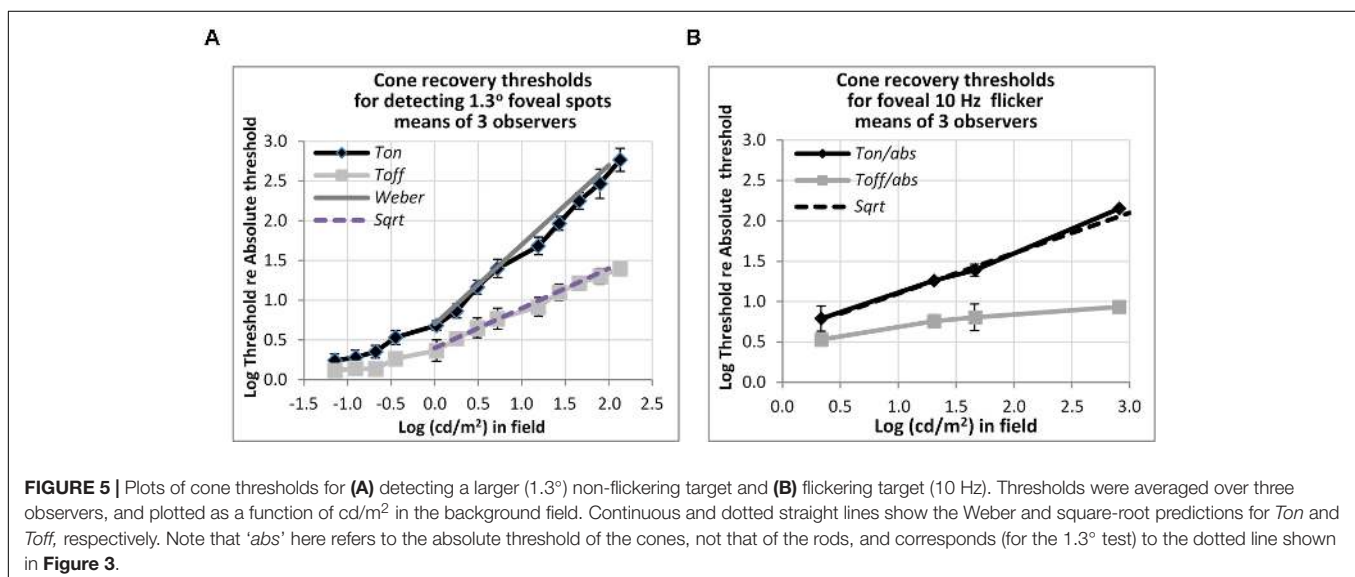 A
Cone recovery thresholds
for detecting 1.3° foveal spots
means of 3 observers
Log Threshold re Absolute threshold
3.0
2.5
2.0
1.5
1.0
0.5
0.0
Ton
Toff
Weber
Sqrt
-1.5 -1.0 -0.5 0.0 0.5 1.0 1.5 2.0 2.5
Log (cd/m²) in field
B
Cone recovery thresholds
for foveal 10 Hz flicker
means of 3 observers
Log Threshold re Absolute threshold
3.0
2.5
2.0
1.5
1.0
0.5
0.0
Ton/abs
Toff/abs
Sqrt
0.0 0.5 1.0 1.5 2.0 2.5 3.0
Log (cd/m²) in field
FIGURE 5 | Plots of cone thresholds for (A) detecting a larger (1.3°) non-flickering target and (B) flickering target (10 Hz). Thresholds were averaged over three
observers, and plotted as a function of cd/m² in the background field. Continuous and dotted straight lines show the Weber and square-root predictions for Ton and
Toff, respectively. Note that 'abs' here refers to the absolute threshold of the cones, not that of the rods, and corresponds (for the 1.3° test) to the dotted line shown
in Figure 3.